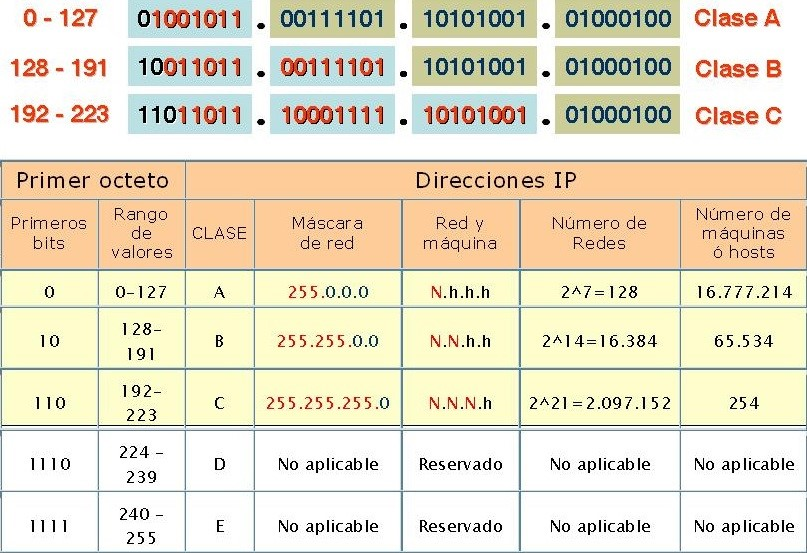 0 - 127 01001011 . 00111101 . 10101001 . 01000100 Clase A
128 - 191 10011011 . 00111101 . 10101001 . 01000100 Clase B
192 - 223 11011011 . 10001111 . 10101001 . 01000100 Clase C
Primer octeto Direcciones IP
Primeros bits Rango de valores CLASE Máscara de red Red y máquina Número de Redes Número de máquinas ó hosts
0 0-127 A 255.0.0.0 N.h.h.h 2^7=128 16.777.214
10 128-191 B 255.255.0.0 N.N.h.h 2^14=16.384 65.534
110 192-223 C 255.255.255.0 N.N.N.h 2^21=2.097.152 254
1110 224 - 239 D No aplicable Reservado No aplicable No aplicable
1111 240 - 255 E No aplicable Reservado No aplicable No aplicable